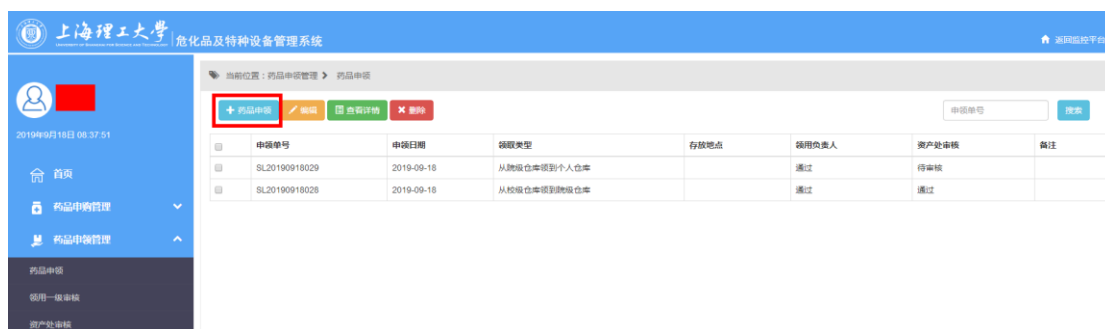 上海理工大学 危化品及特种设备管理系统
返回监控平台
当前位置：药品申领管理 > 药品申领
+ 药品申领 编辑 查看详情 × 删除 申领单号 搜索
2019年9月18日 08:37:51
申领单号 申领日期 领取类型 存放地点 领用负责人 资产处审核 备注
SL20190918029 2019-09-18 从院级仓库领到个人仓库 通过 待审核
SL20190918028 2019-09-18 从校级仓库领到院级仓库 通过 通过
首页
药品申购管理
药品申领管理
药品申领
领用一级审核
资产处审核